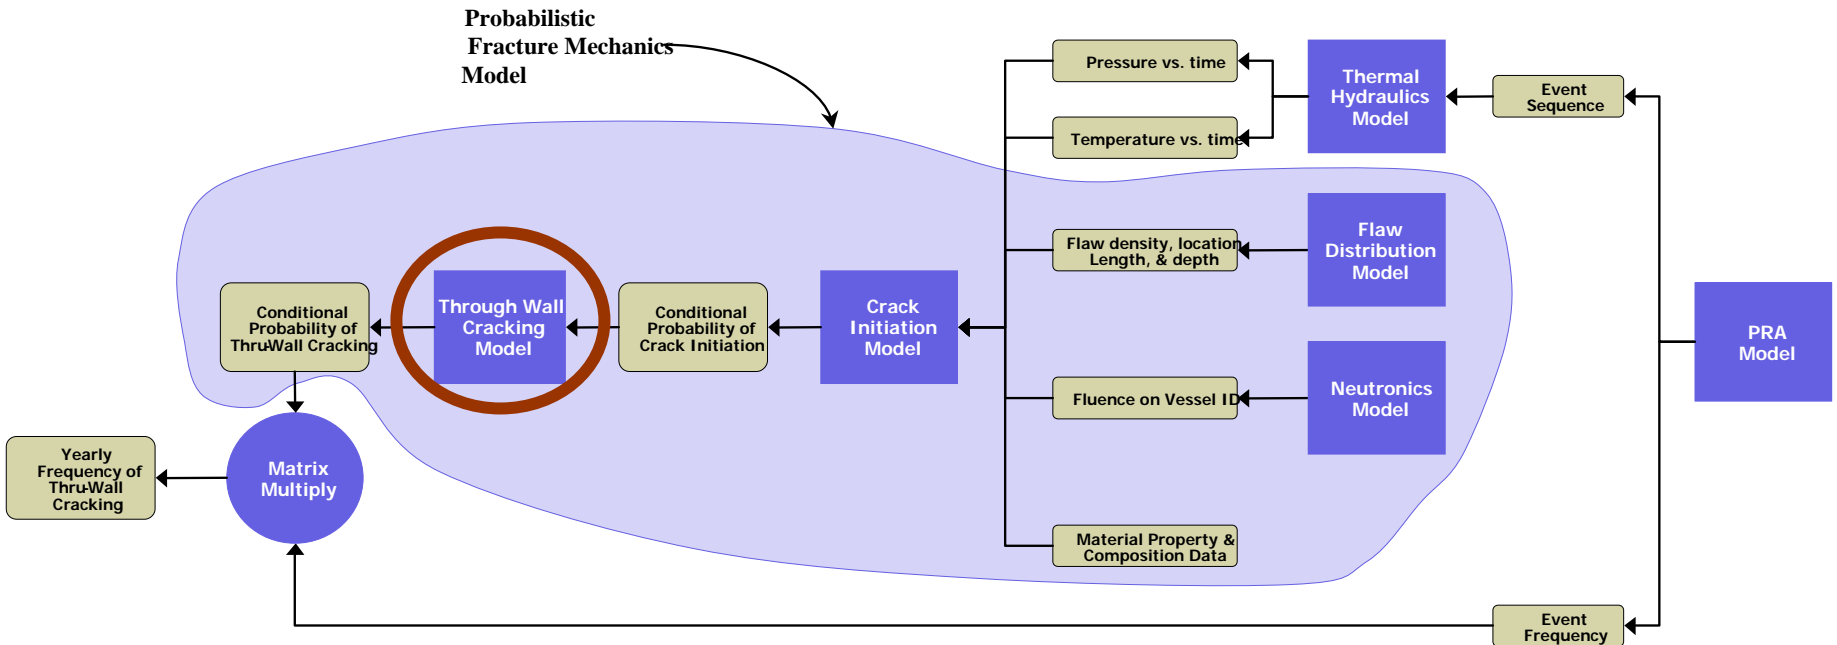 Probabilistic
Fracture Mechanics
Model
Pressure vs. time
Thermal
Hydraulics
Model
Event
Sequence
Temperature vs. time
Flaw density, location
Length, & depth
Flaw
Distribution
Model
Conditional
Probability of
Thru-Wall Cracking
Through Wall
Cracking
Model
Conditional
Probability of
Crack Initiation
Crack
Initiation
Model
PRA
Model
Fluence on Vessel ID
Neutronics
Model
Yearly
Frequency of
Thru-Wall
Cracking
Matrix
Multiply
Material Property &
Composition Data
Event
Frequency